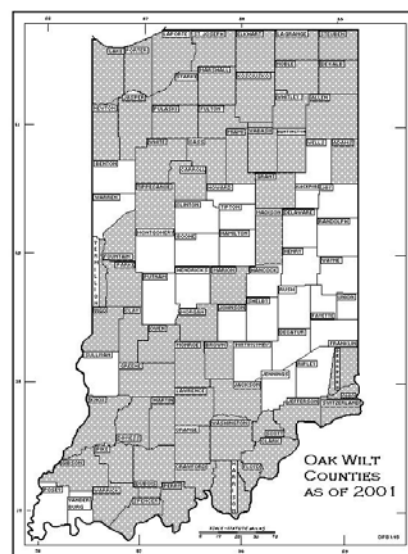 LAPORTE ST JOSEPH ELKHART LAGRANGE STEUBEN
LAKE PORTER
NOBLE DEKALB
STARKE MARSHALL KOSCIUSKO
WHITLEY ALLEN
JASPER
NEWTON PULASKI FULTON
WABASH HUNTINGTON
WHITE CASS MIAMI WELLS ADAMS
BENTON CARROLL
GRANT
TIPPECANOE HOWARD BLACKFORD JAY
WARREN CLINTON
TIPTON MADISON DELAWARE
RANDOLPH
MONTGOMERY BOONE HAMILTON
FOUNTAIN HENRY WAYNE
VERMILLION PARKE HENDRICKS MARION HANCOCK
PUTNAM RUSH UNION
SHELBY FAYETTE
VIGO CLAY MORGAN JOHNSON
OWEN DECATUR FRANKLIN
MONROE BROWN BARTHOLOMEW
SULLIVAN RIPLEY DEARBORN
GREENE JENNINGS
LAWRENCE JACKSON
KNOX MARTIN JEFFERSON SWITZERLAND
ORANGE WASHINGTON SCOTT
DAVIESS CLARK
PIKE
GIBSON DUBOIS CRAWFORD HARRISON FLOYD
POSEY WARRICK PERRY
VANDERBURG SPENCER
OAK WILT
COUNTIES
AS OF 2001